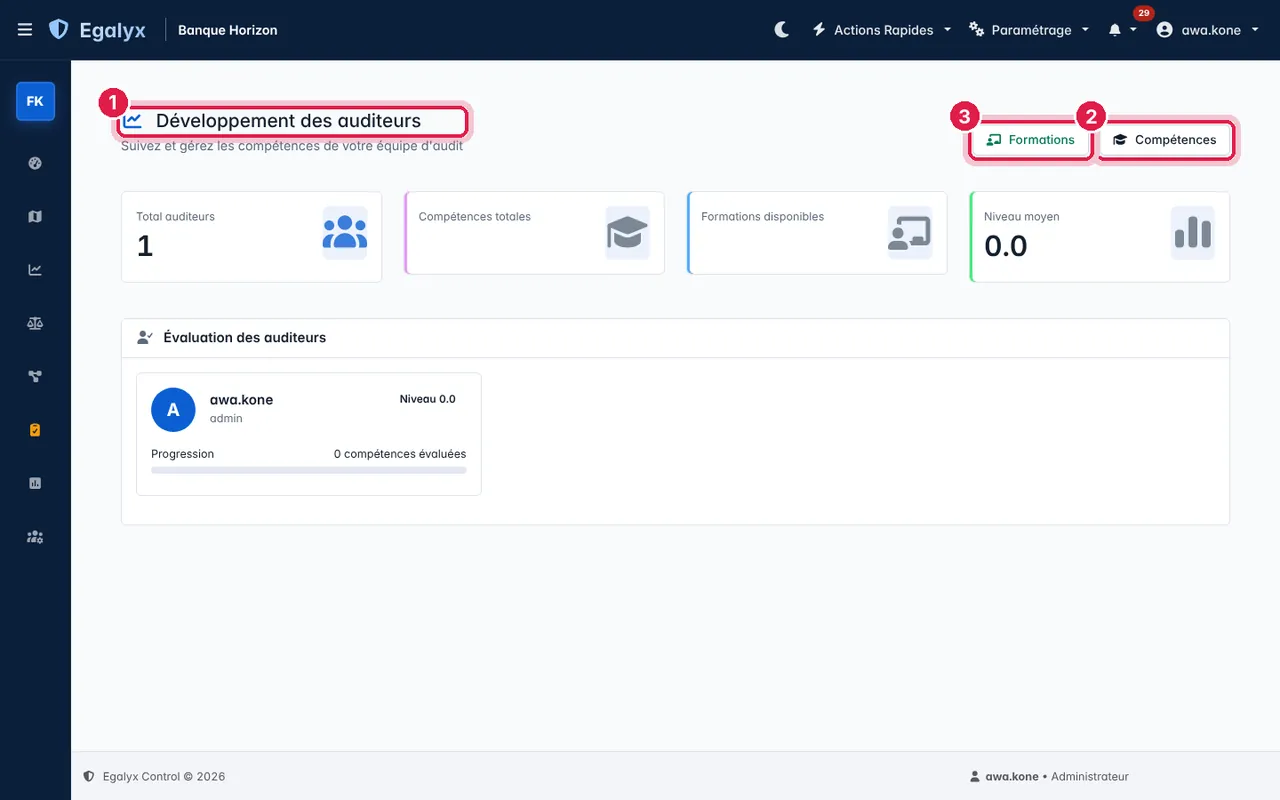 Egalyx
Banque Horizon
Actions Rapides
Paramétrage
29
awa.kone
FK
1
Développement des auditeurs
Suivez et gérez les compétences de votre équipe d'audit
3
Formations
2
Compétences
Total auditeurs
1
Compétences totales
Formations disponibles
Niveau moyen
0.0
Évaluation des auditeurs
A
awa.kone
admin
Niveau 0.0
Progression
0 compétences évaluées
Egalyx Control © 2026
awa.kone • Administrateur